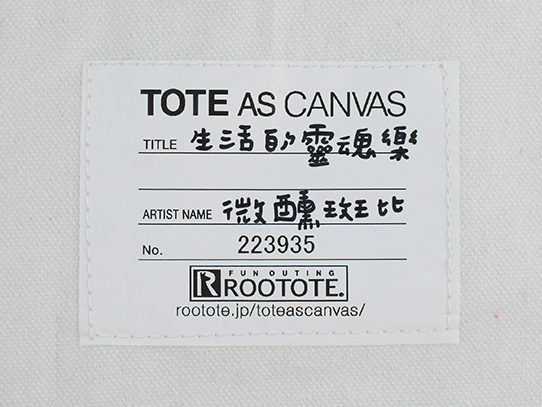 TOTE AS CANVAS
TITLE 生活的靈魂樂
ARTIST NAME 微醺玫比
No. 223935
FUN OUTING
ROOTOTE®
rootote.jp/toteascanvas/